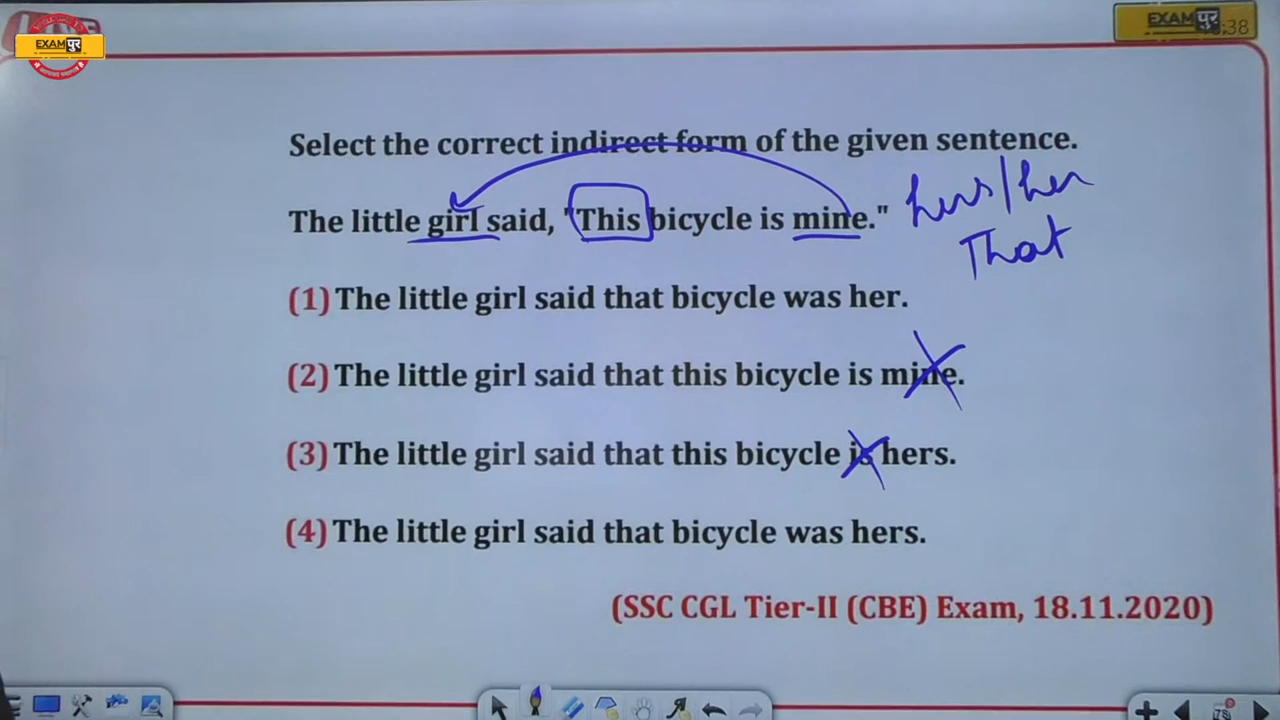 EXAMपुर
EXAMपुर
:38
Select the correct indirect form of the given sentence.
The little girl said, "This bicycle is mine." hers/her
That
(1) The little girl said that bicycle was her.
(2) The little girl said that this bicycle is mine.
(3) The little girl said that this bicycle is hers.
(4) The little girl said that bicycle was hers.
(SSC CGL Tier-II (CBE) Exam, 18.11.2020)